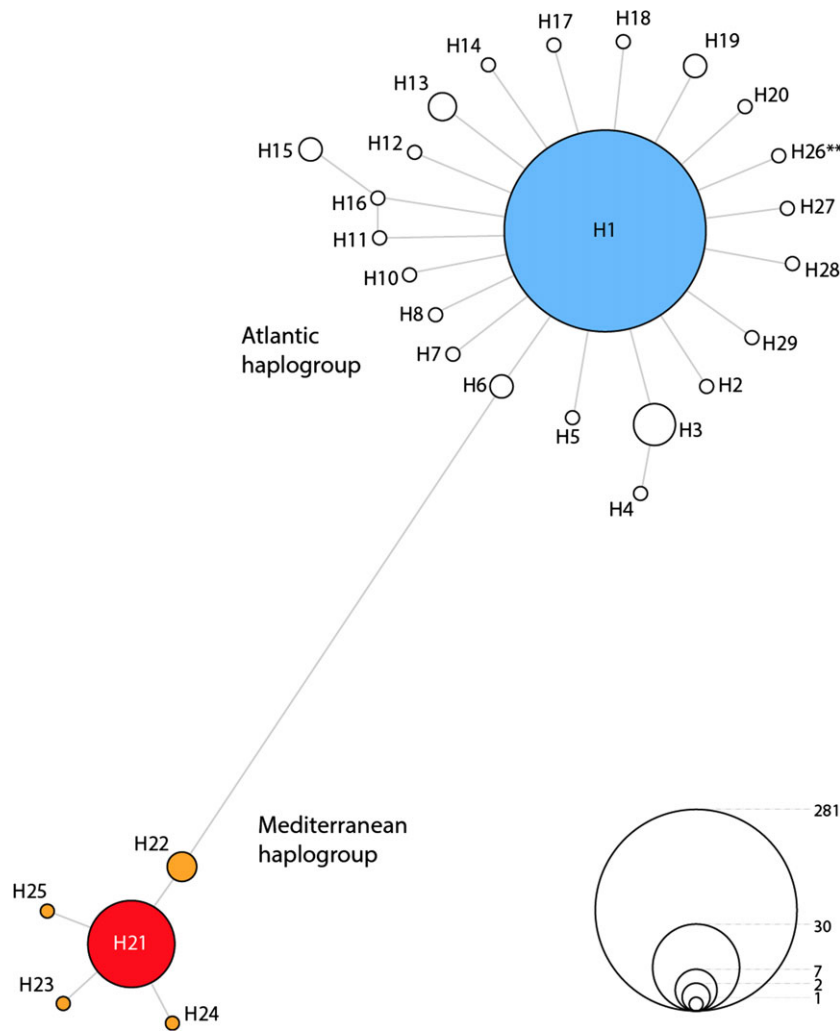 H17
H18
H14
H19
H13
H20
H15
H12
H26**
H16
H27
H1
H11
H10
H28
H8
Atlantic
haplogroup
H29
H7
H6
H2
H5
H3
H4
281
Mediterranean
haplogroup
H22
H25
30
H21
7
2
H23
1
H24